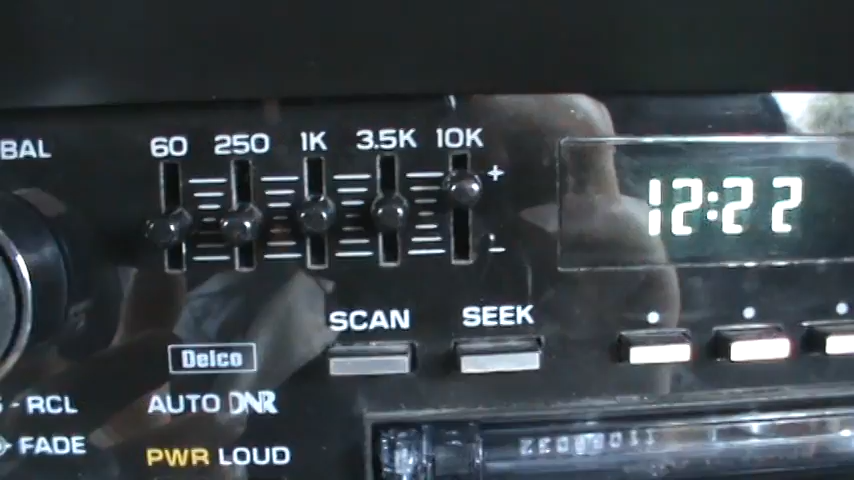 BAL
60 250 1K 3.5K 10K
+
-
12:22
SCAN SEEK
Delco
- RCL AUTO DNR
FADE
PWR LOUD